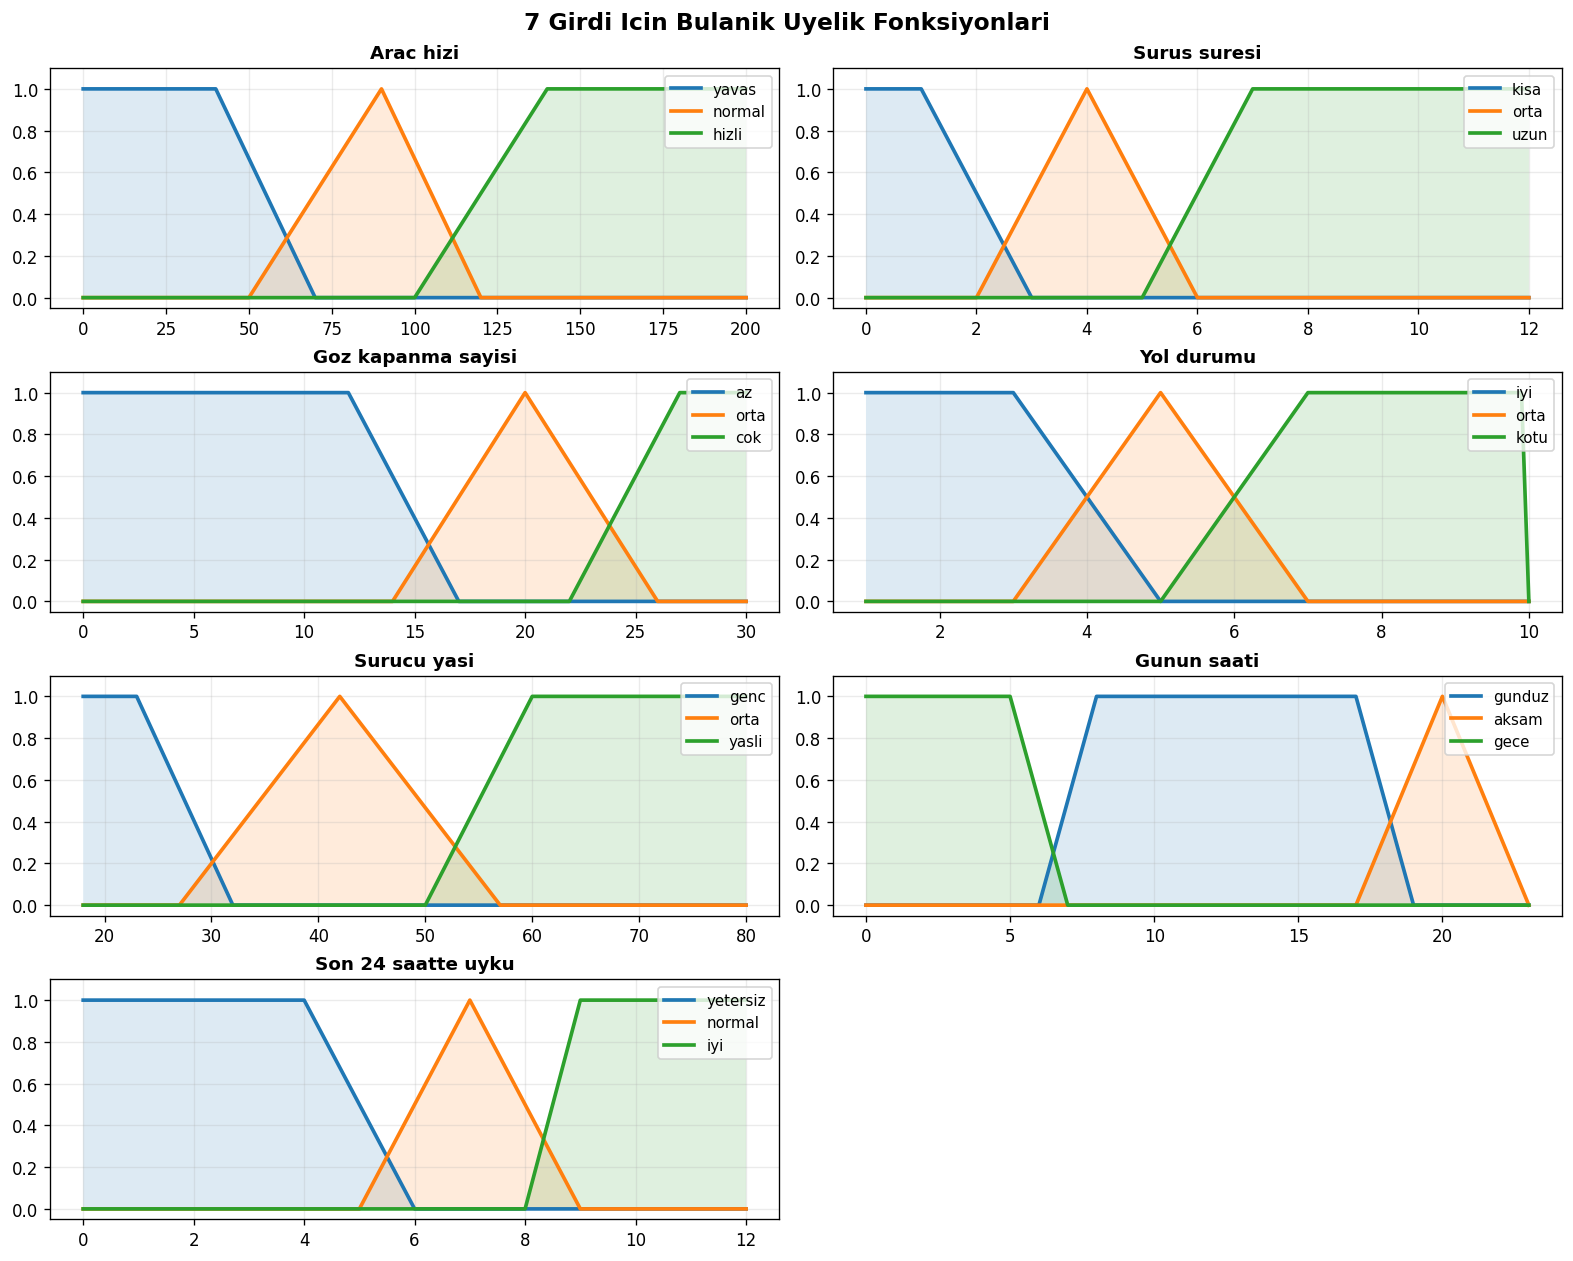 7 Girdi Icin Bulanik Uyelik Fonksiyonlari
Arac hizi
1.0
0.8
0.6
0.4
0.2
0.0
yavas
normal
hizli
0 25 50 75 100 125 150 175 200
Surus suresi
1.0
0.8
0.6
0.4
0.2
0.0
kisa
orta
uzun
0 2 4 6 8 10 12
Goz kapanma sayisi
1.0
0.8
0.6
0.4
0.2
0.0
az
orta
cok
0 5 10 15 20 25 30
Yol durumu
1.0
0.8
0.6
0.4
0.2
0.0
iyi
orta
kotu
2 4 6 8 10
Surucu yasi
1.0
0.8
0.6
0.4
0.2
0.0
genc
orta
yasli
20 30 40 50 60 70 80
Gunun saati
1.0
0.8
0.6
0.4
0.2
0.0
gunduz
aksam
gece
0 5 10 15 20
Son 24 saatte uyku
1.0
0.8
0.6
0.4
0.2
0.0
yetersiz
normal
iyi
0 2 4 6 8 10 12